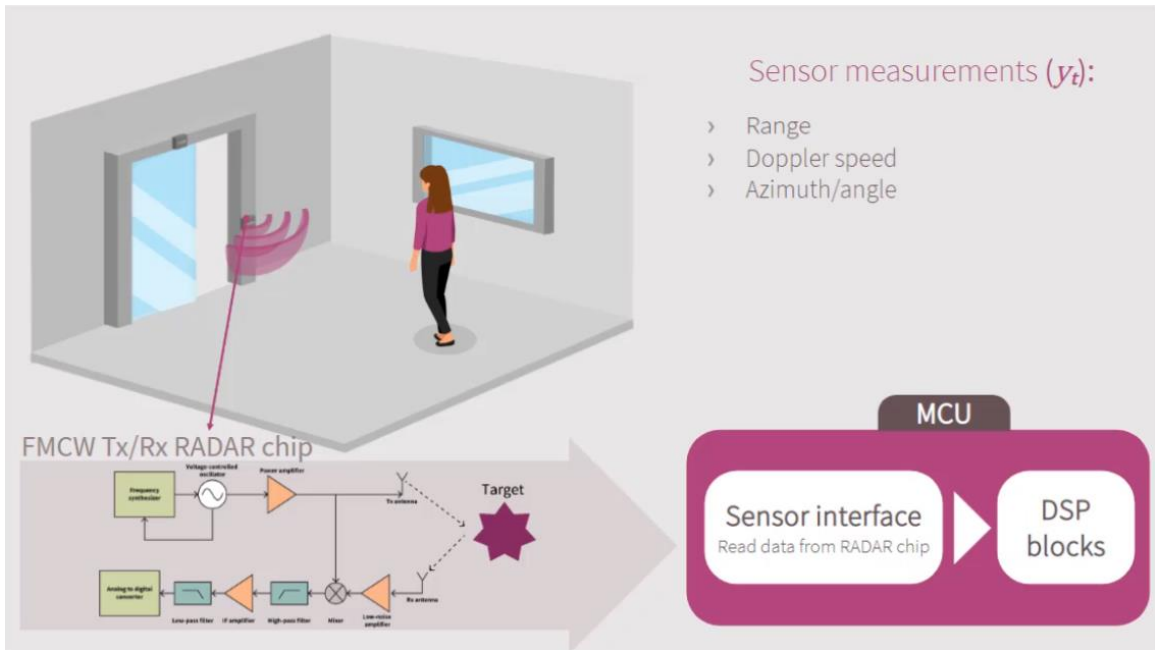 Sensor measurements (yₜ):
› Range
› Doppler speed
› Azimuth/angle
FMCW Tx/Rx RADAR chip
Frequency
synthesizer
Voltage-controlled
oscillator
Power amplifier
Tx antenna
Target
Analog to digital
converter
Low-pass filter
IF amplifier
High-pass filter
Mixer
Low-noise
amplifier
Rx antenna
MCU
Sensor interface
Read data from RADAR chip
DSP
blocks